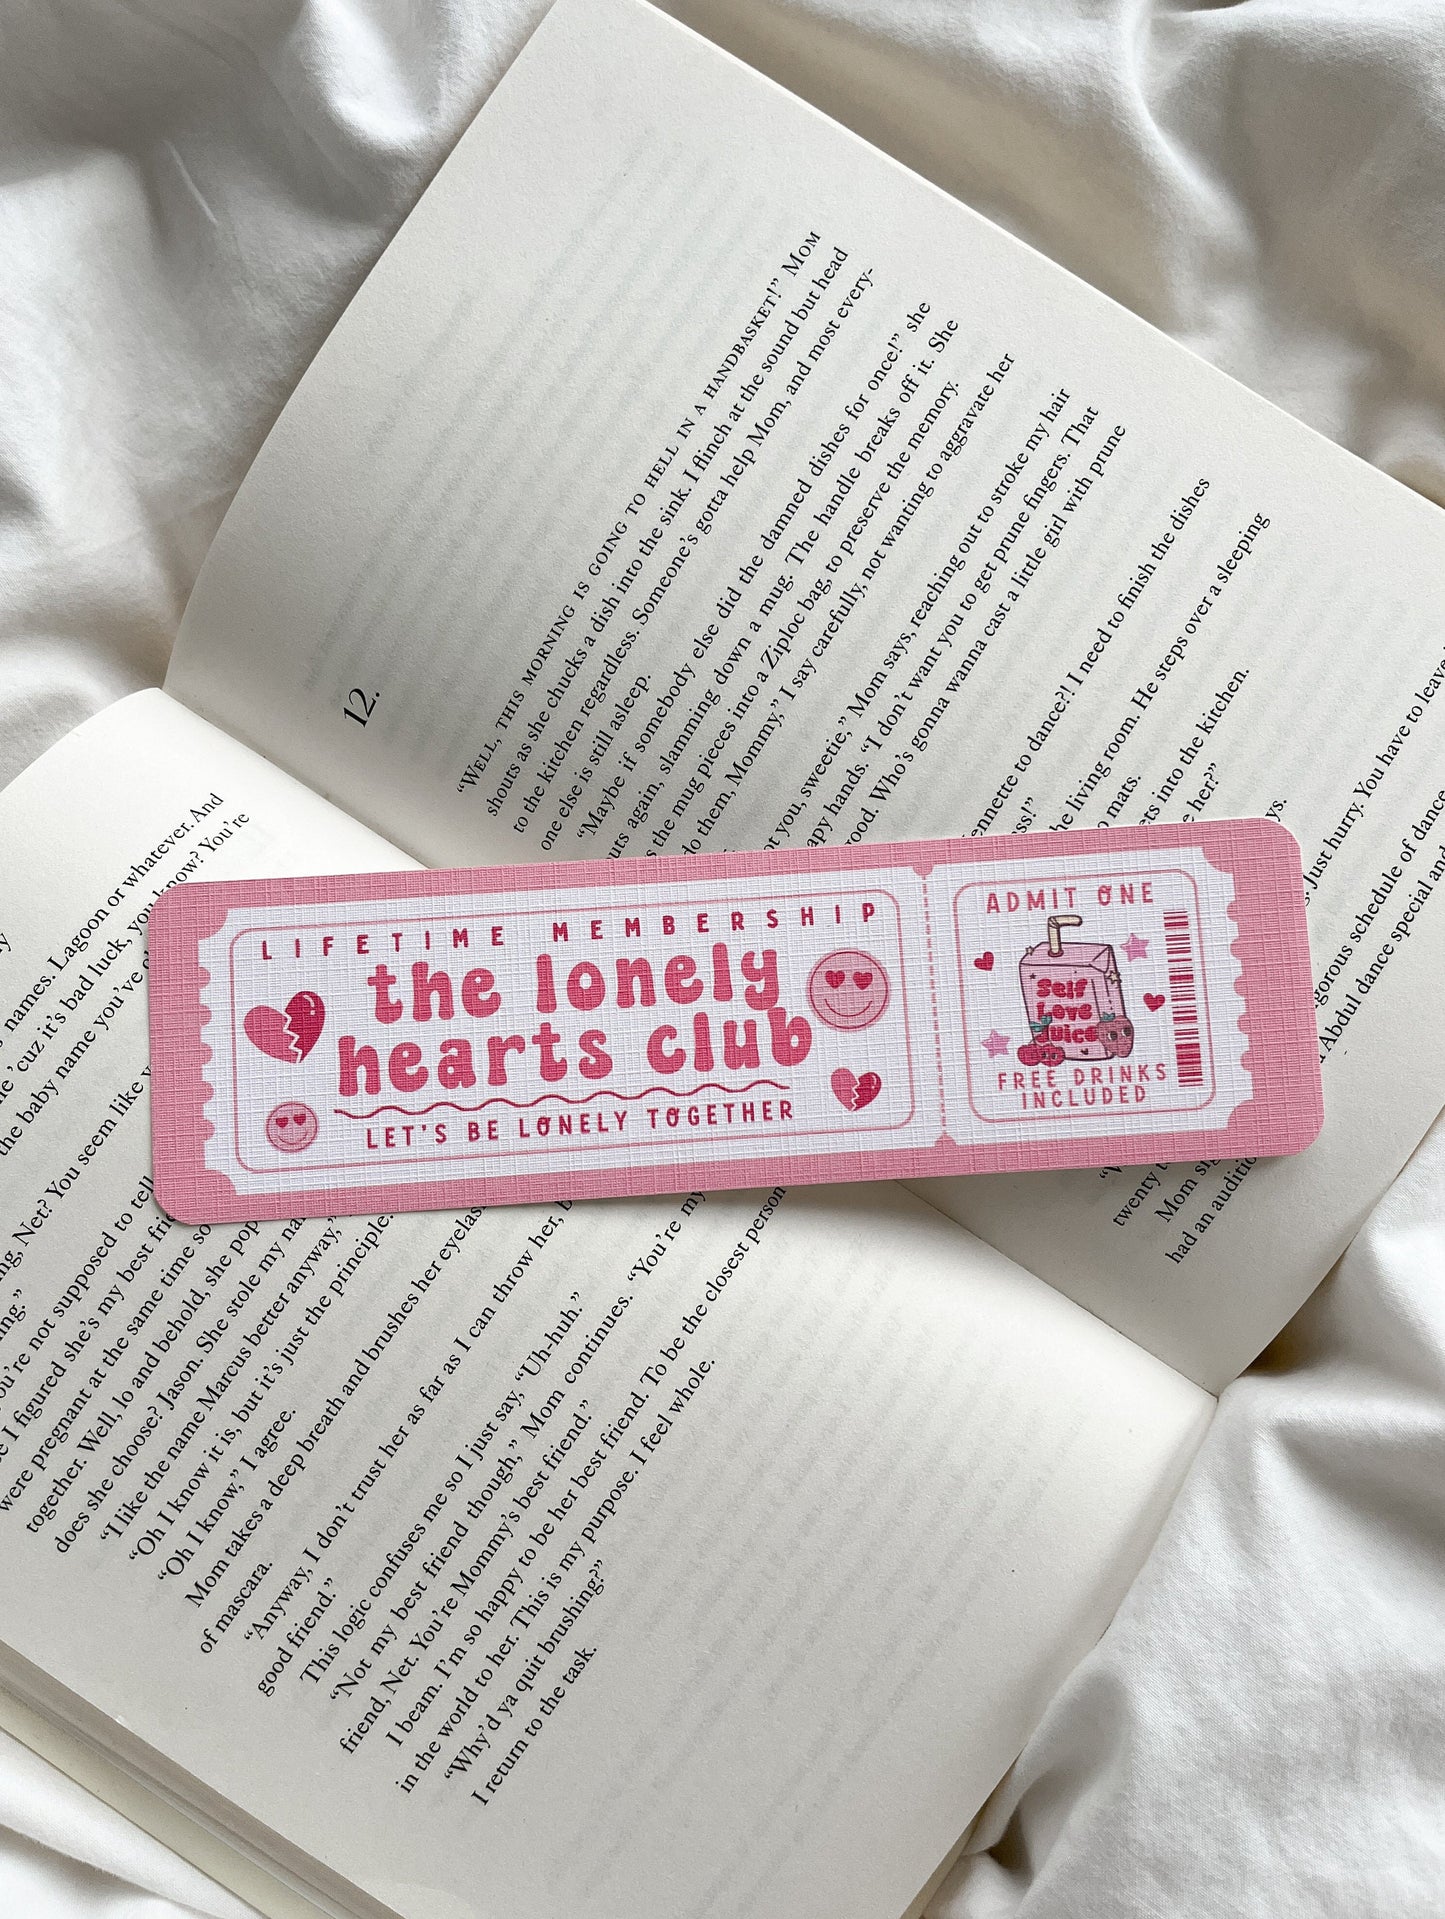 names. Lagoon or whatever. And
'cuz it's bad luck, you know? You're
the baby name you've
Net? You seem like
you're not supposed to tell
I figured she's my best
were pregnant at the same time so
together. Well, lo and behold, she
does she choose? Jason. She stole my
"I like the name Marcus better anyway,"
"Oh I know it is, but it's just the principle.
"Oh I know," I agree.
Mom takes a deep breath and brushes her
of mascara.
"Anyway, I don't trust her as far as I can throw her,
good friend."
This logic confuses me so I just say, "Uh-huh."
"Not my best friend though," Mom continues. "You're my
friend, Net. You're Mommy's best friend."
I beam. I'm so happy to be her best friend. To be the closest person
in the world to her. This is my purpose. I feel whole.
"Why'd ya quit brushing?"
I return to the task.
12.
"WELL, THIS MORNING IS GOING TO HELL IN A HANDBASKET!" MOM
shouts as she chucks a dish into the sink. I flinch at the sound but head
to the kitchen regardless. Someone's gotta help Mom, and most every-
one else is still asleep.
"Maybe if somebody else did the damned dishes for once!" she
again, slamming down a mug. The handle breaks off it. She
the mug pieces into a Ziploc bag, to preserve the memory.
do them, Mommy," I say carefully, not wanting to aggravate her
you, sweetie," Mom says, reaching out to stroke my hair
hands. "I don't want you to get prune fingers. That
Who's gonna wanna cast a little girl with prune
to dance?! I need to finish the dishes
the living room. He steps over a sleeping
mats.
into the kitchen.
her?"
Just hurry. You have to leave
schedule of dance
Abdul dance special and
twenty
Mom
had an
LIFETIME MEMBERSHIP
the lonely
hearts club
LET'S BE LONELY TOGETHER
ADMIT ONE
Self
Love
Juice
FREE DRINKS
INCLUDED